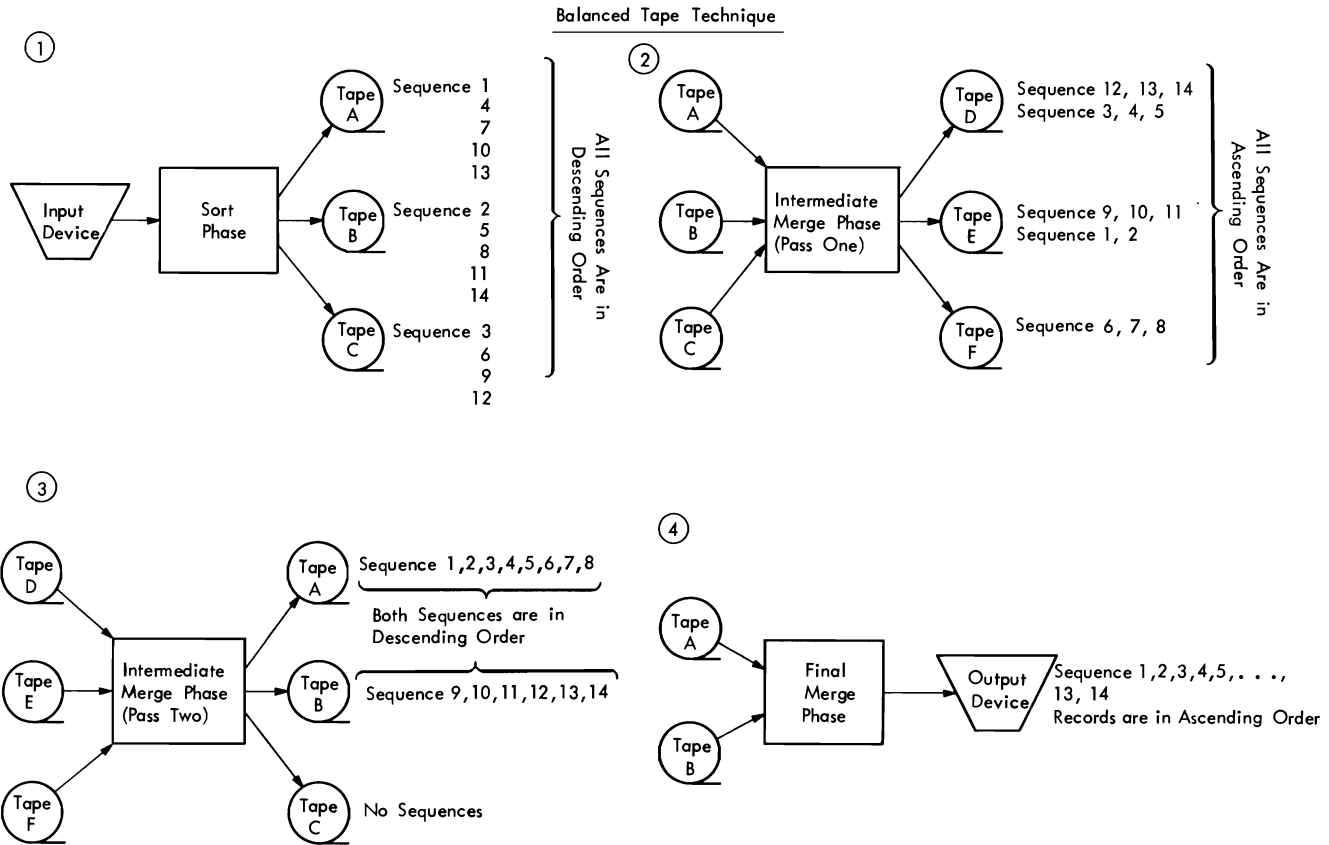 Balanced Tape Technique
1
Input
Device
Sort
Phase
Tape
A
Sequence 1
4
7
10
13
Tape
B
Sequence 2
5
8
11
14
Tape
C
Sequence 3
6
9
12
All Sequences Are in
Descending Order
2
Tape
A
Tape
B
Tape
C
Intermediate
Merge Phase
(Pass One)
Tape
D
Sequence 12, 13, 14
Sequence 3, 4, 5
Tape
E
Sequence 9, 10, 11
Sequence 1, 2
Tape
F
Sequence 6, 7, 8
All Sequences Are in
Ascending Order
3
Tape
D
Tape
E
Tape
F
Intermediate
Merge Phase
(Pass Two)
Tape
A
Sequence 1,2,3,4,5,6,7,8
Both Sequences are in
Descending Order
Tape
B
Sequence 9,10,11,12,13,14
Tape
C
No Sequences
4
Tape
A
Tape
B
Final
Merge
Phase
Output
Device
Sequence 1,2,3,4,5,. . . ,
13, 14
Records are in Ascending Order